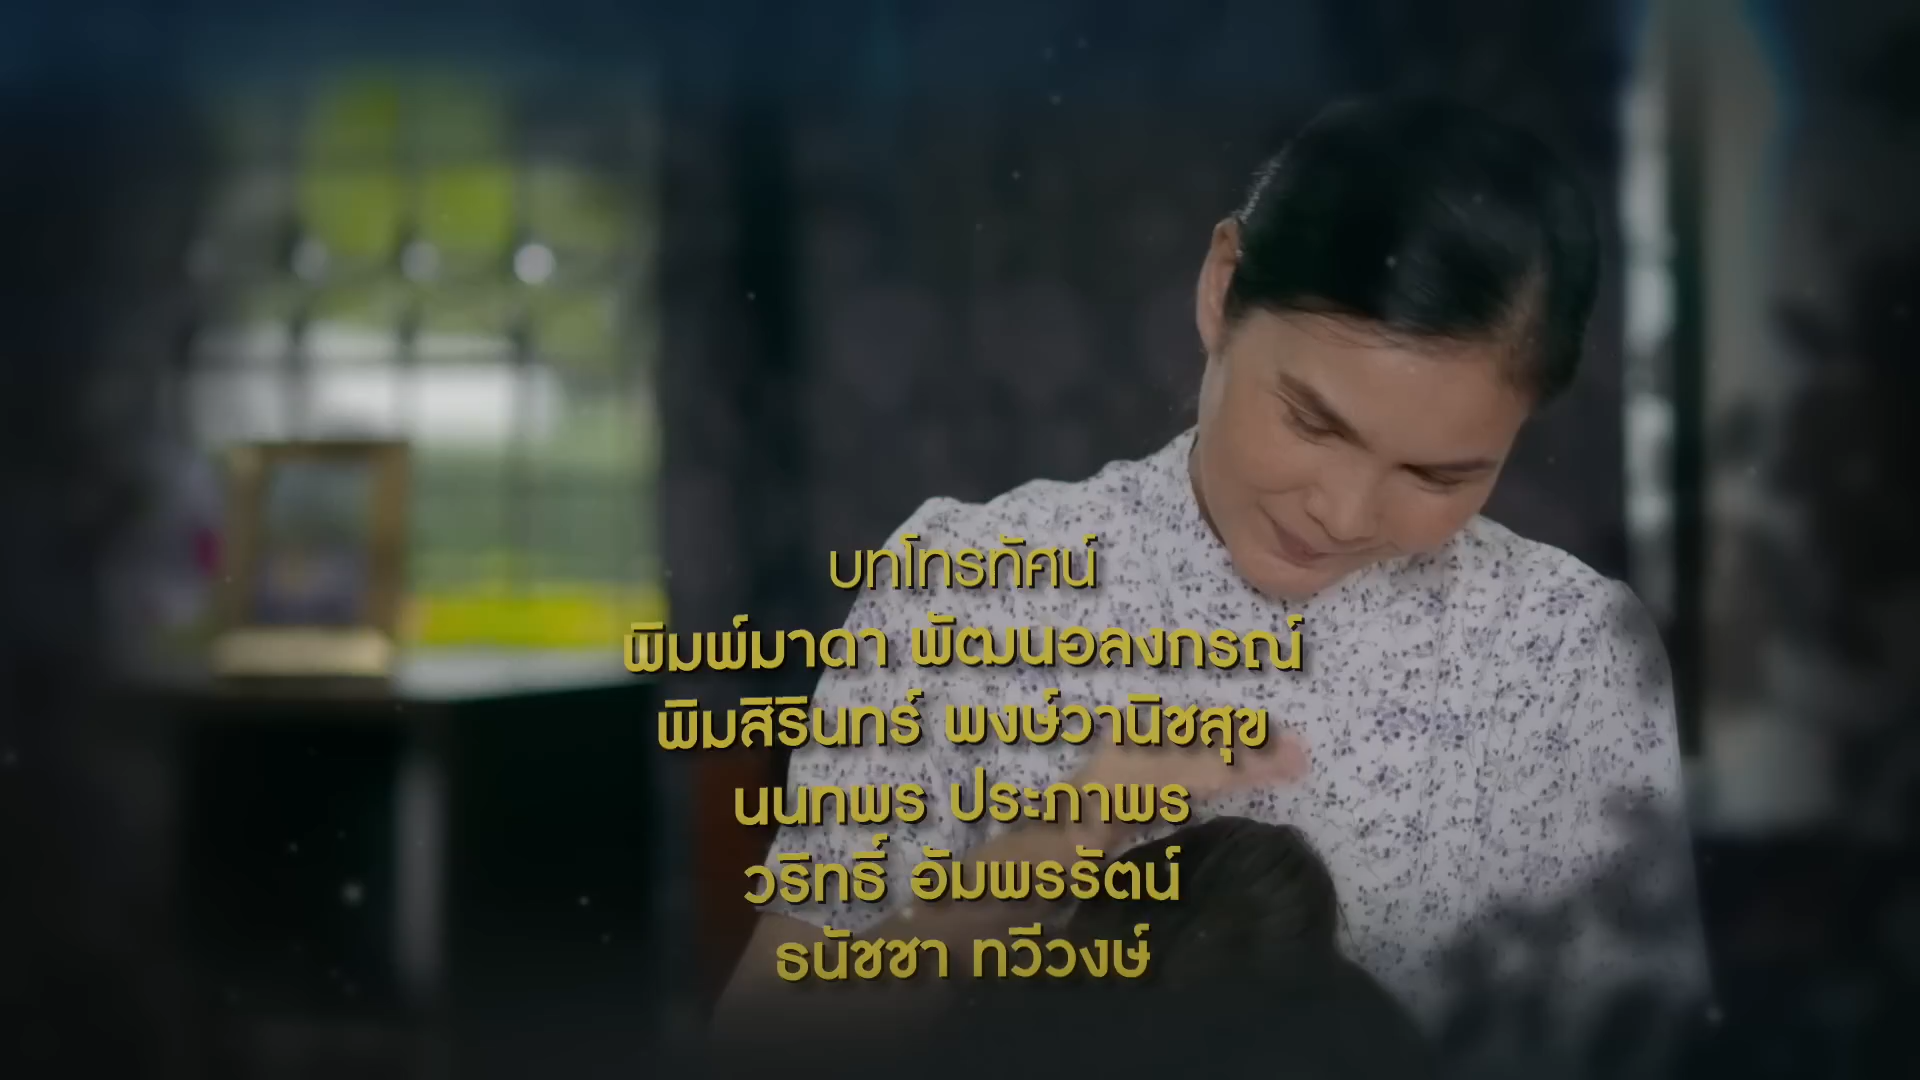 บทโทรทัศน์
พิมพ์มาดา พัฒนอลงกรณ์
พิมสิรินทร์ พงษ์วานิชสุข
นนทพร ประภาพร
วริทธิ์ อัมพรรัตน์
ธนัชชา ทวีวงษ์